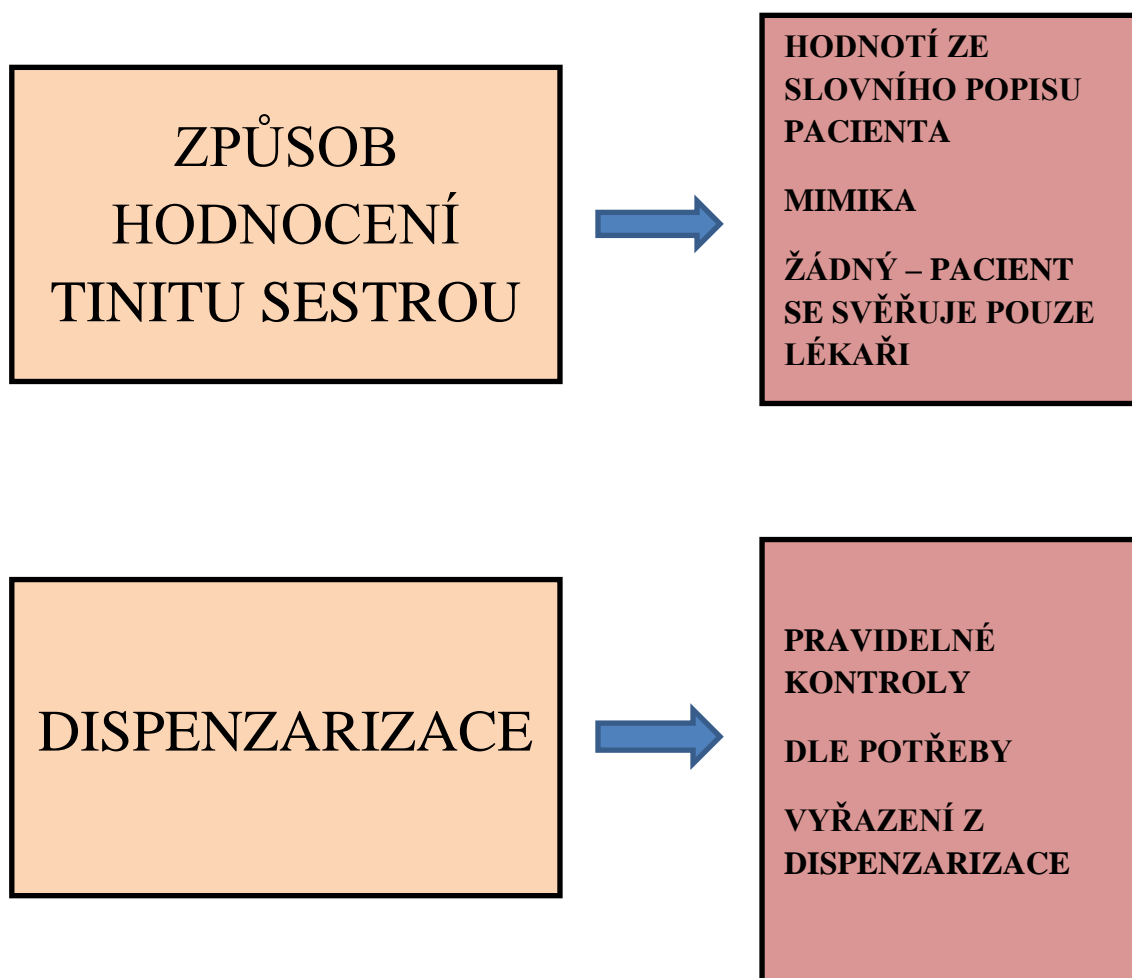 ZPŮSOB
HODNOCENÍ
TINITU SESTROU
HODNOTÍ ZE
SLOVNÍHO POPISU
PACIENTA
MIMIKA
ŽÁDNÝ – PACIENT
SE SVĚŘUJE POUZE
LÉKAŘI
DISPENZARIZACE
PRAVIDELNÉ
KONTROLY
DLE POTŘEBY
VYŘAZENÍ Z
DISPENZARIZACE